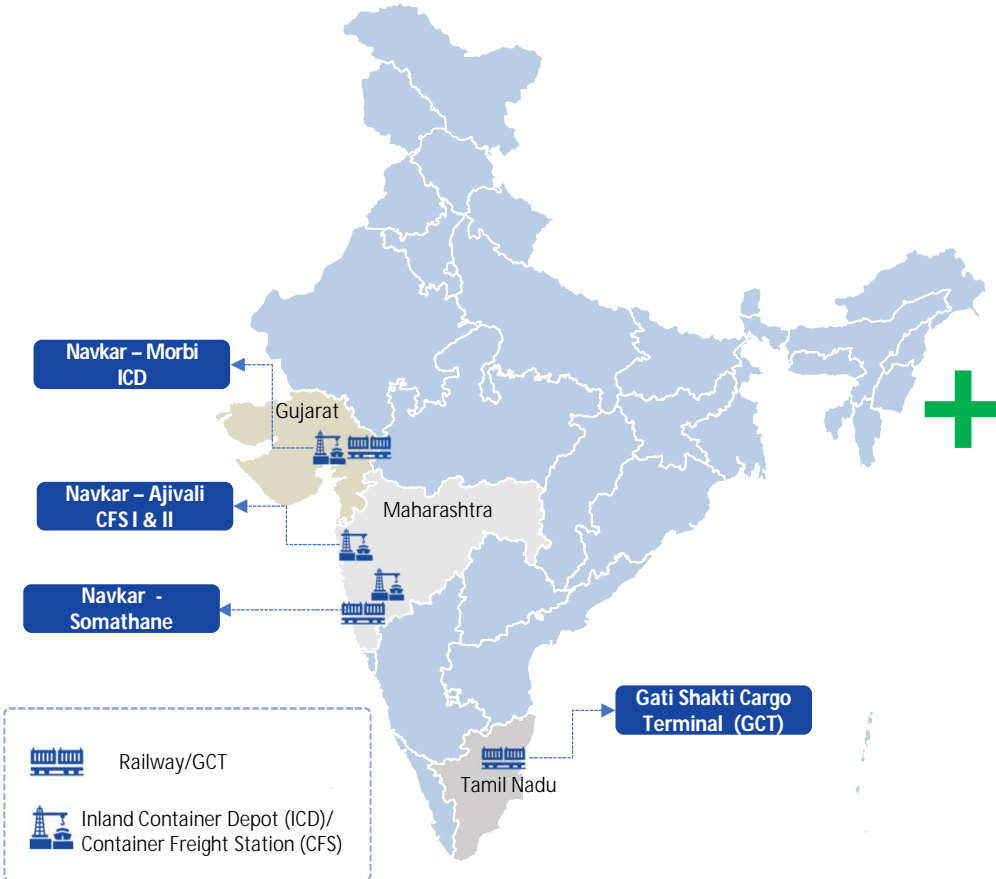 Navkar – Morbi
ICD
Gujarat
Navkar – Ajivali
CFS I & II
Maharashtra
Navkar -
Somathane
Gati Shakti Cargo
Terminal (GCT)
Tamil Nadu
Railway/GCT
Inland Container Depot (ICD)/
Container Freight Station (CFS)